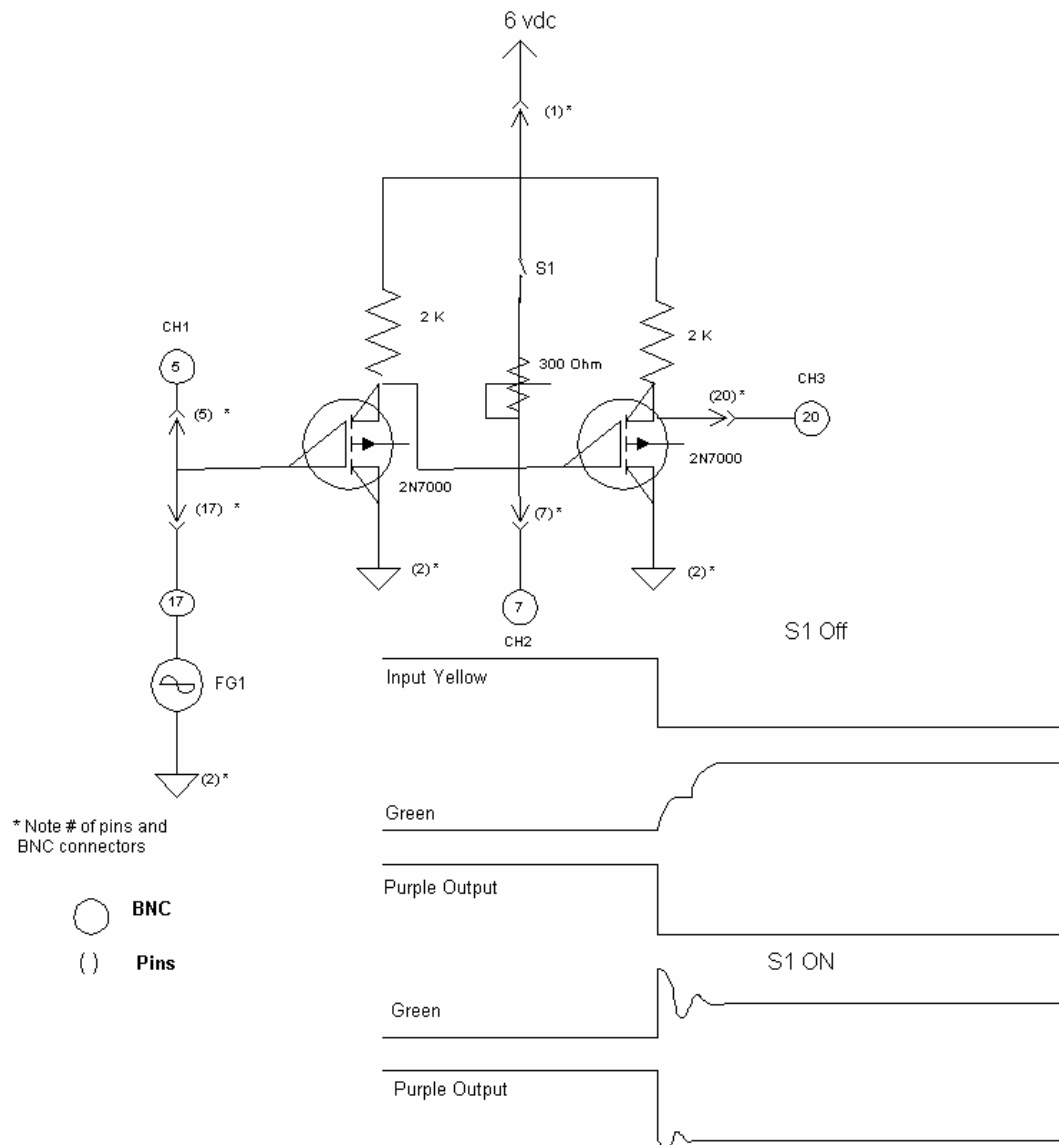 6 vdc
(1)*
S1
2 K
2 K
300 Ohm
CH1
5
(5) *
CH3
(20)*
20
2N7000
2N7000
(17) *
(7)*
(2)*
(2)*
17
7
CH2
S1 Off
FG1
Input Yellow
(2)*
Green
* Note # of pins and
BNC connectors
Purple Output
BNC
( ) Pins
S1 ON
Green
Purple Output